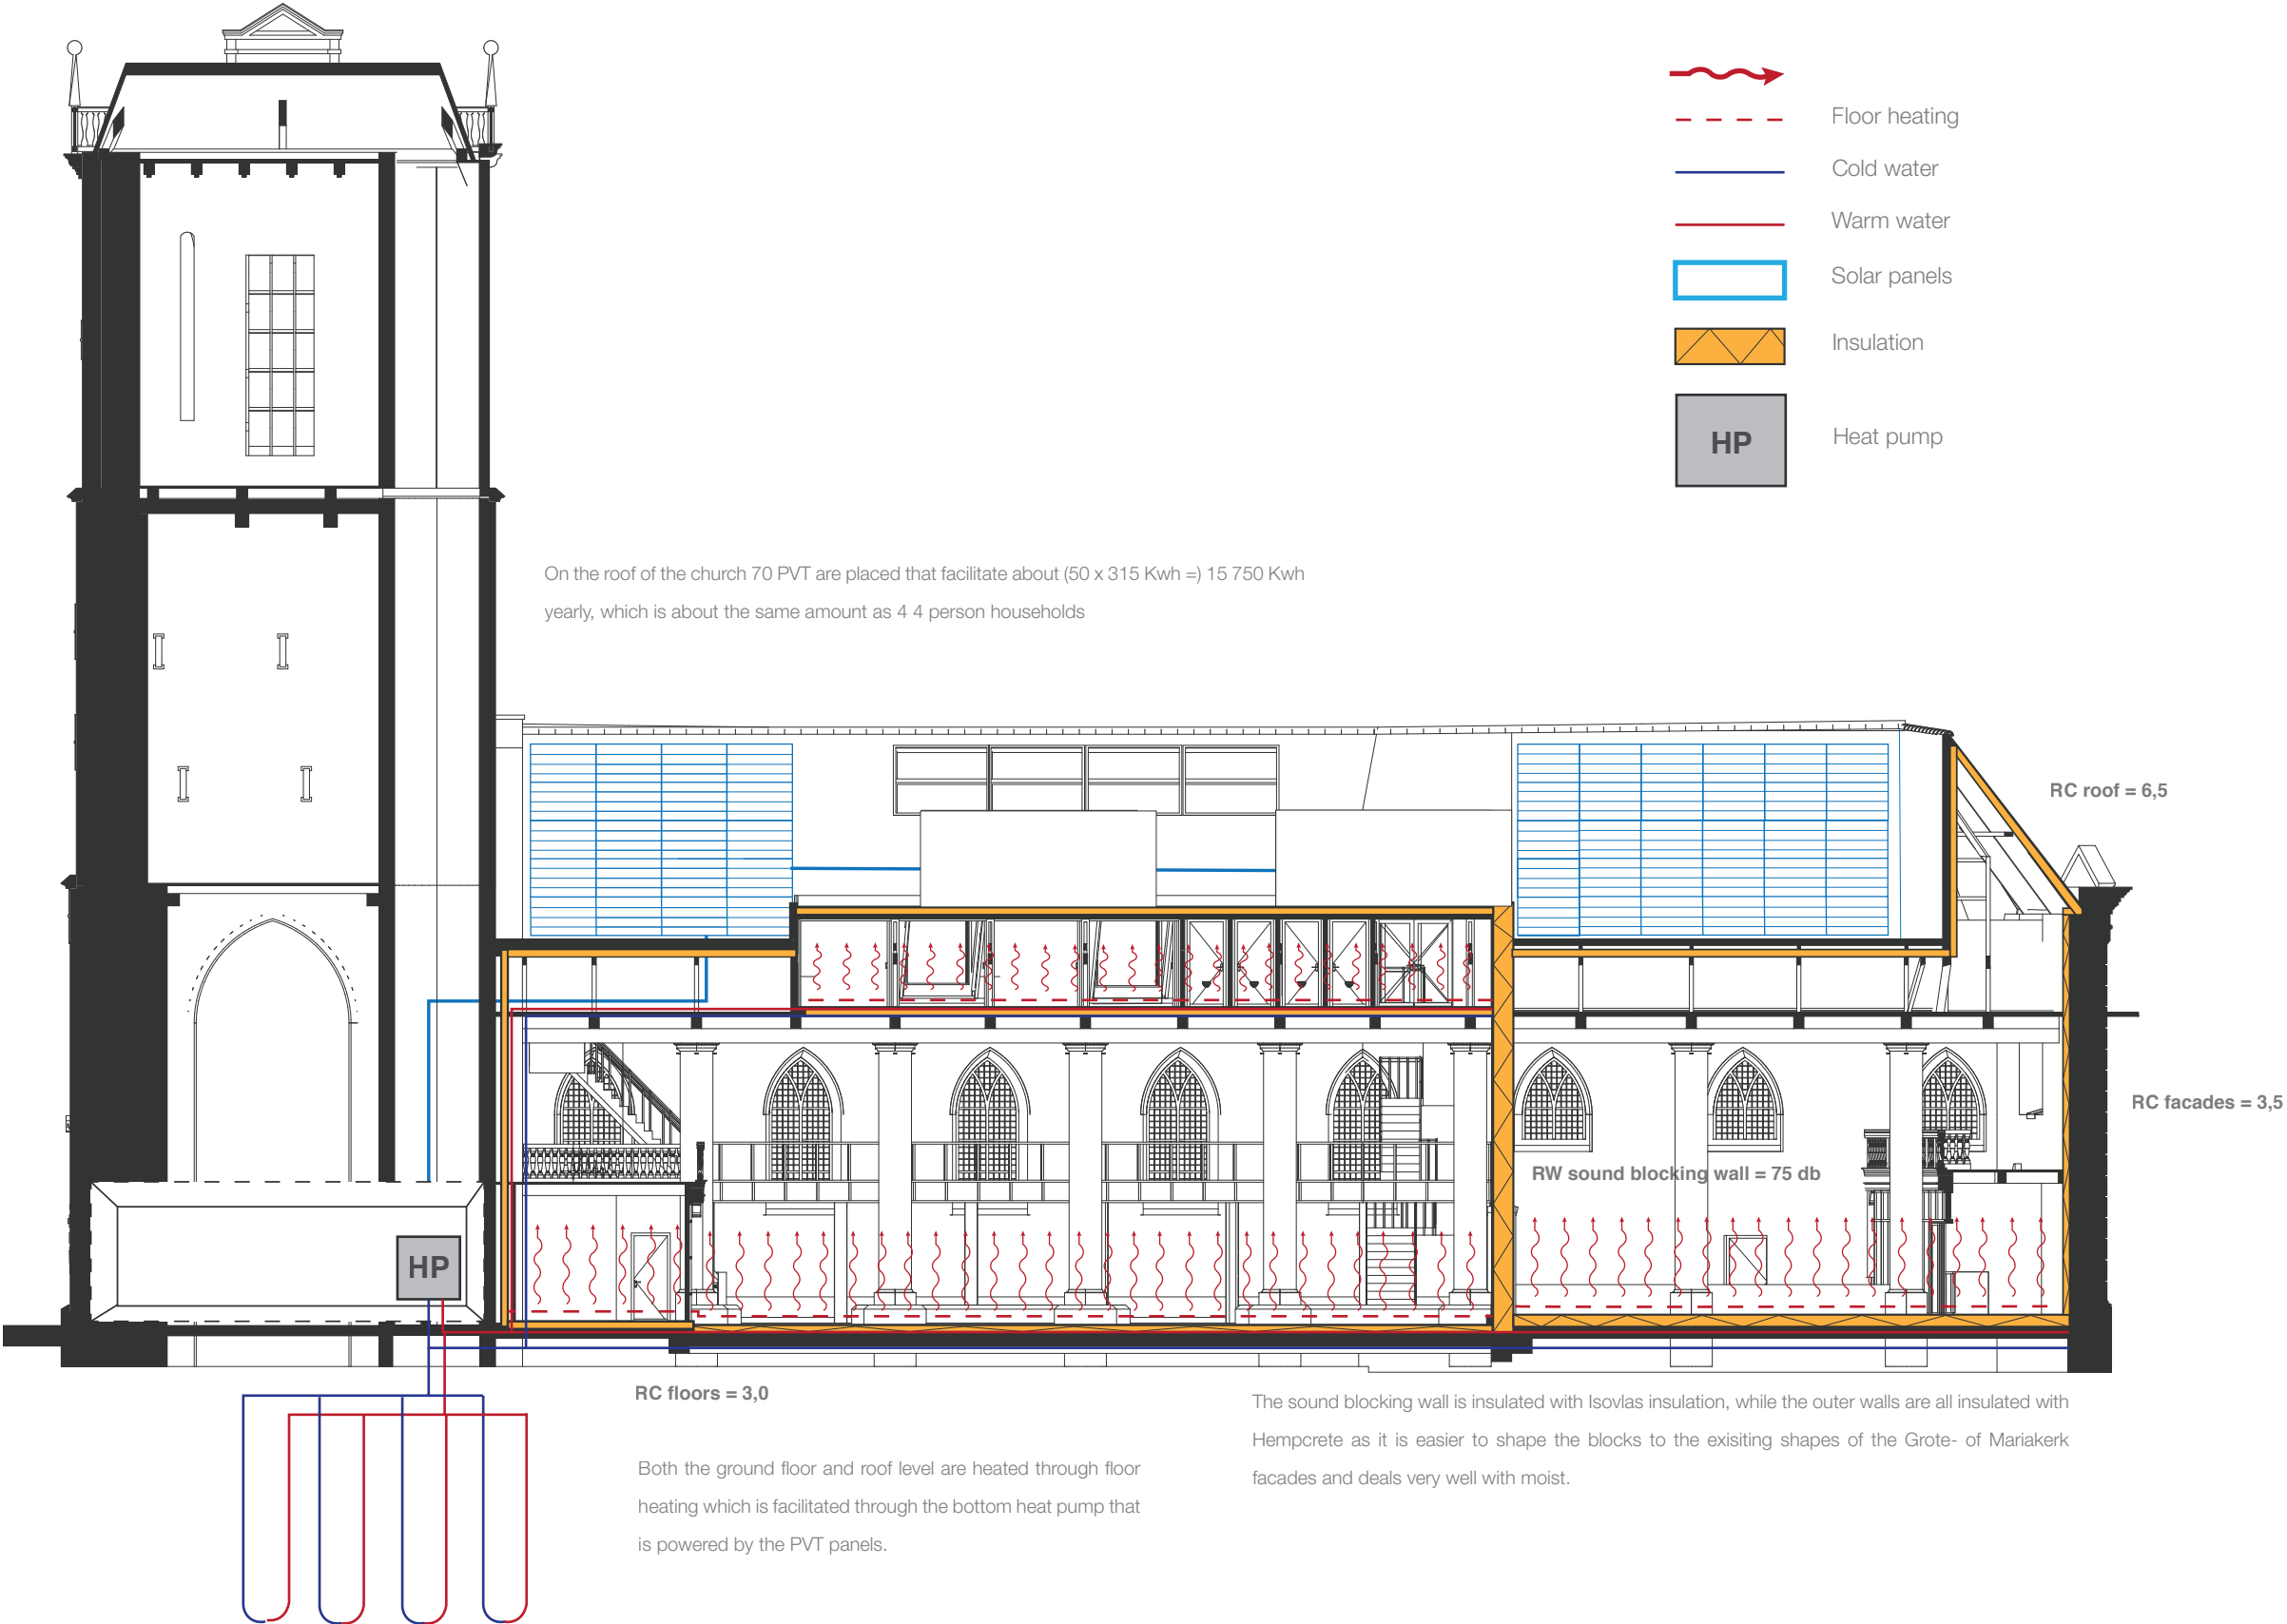 Floor heating
Cold water
Warm water
Solar panels
Insulation
HP
Heat pump
On the roof of the church 70 PVT are placed that facilitate about (50 x 315 Kwh =) 15 750 Kwh
yearly, which is about the same amount as 4 4 person households
RC roof = 6,5
RC facades = 3,5
RW sound blocking wall = 75 db
HP
RC floors = 3,0
Both the ground floor and roof level are heated through floor
heating which is facilitated through the bottom heat pump that
is powered by the PVT panels.
The sound blocking wall is insulated with Isovlas insulation, while the outer walls are all insulated with
Hempcrete as it is easier to shape the blocks to the exisiting shapes of the Grote- of Mariakerk
facades and deals very well with moist.